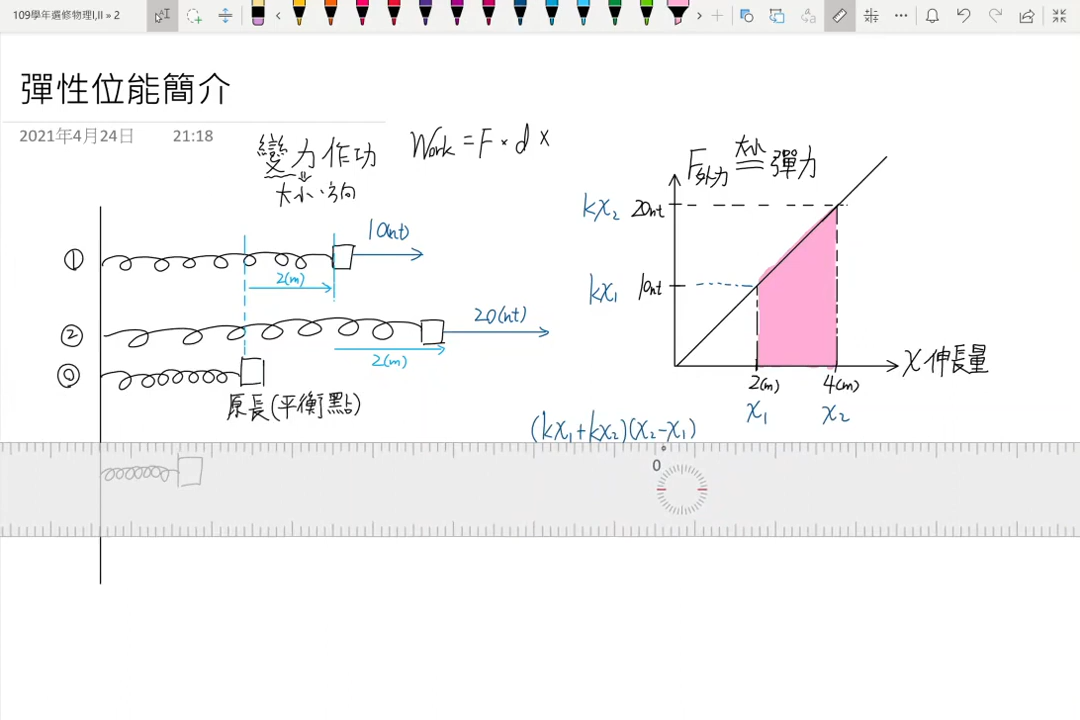 109學年選修物理I,II » 2
彈性位能簡介
2021年4月24日 21:18
變力作功 Work = F × d ×
大小、方向
F外力 大小 = 彈力
kx₂ 20nt
① 10(nt)
2(m)
kx₁ 10nt
② 20(nt)
2(m)
⓪
原長(平衡點)
x 伸長量
2(m) 4(m)
x₁ x₂
(kx₁+kx₂)(x₂-x₁)
0°